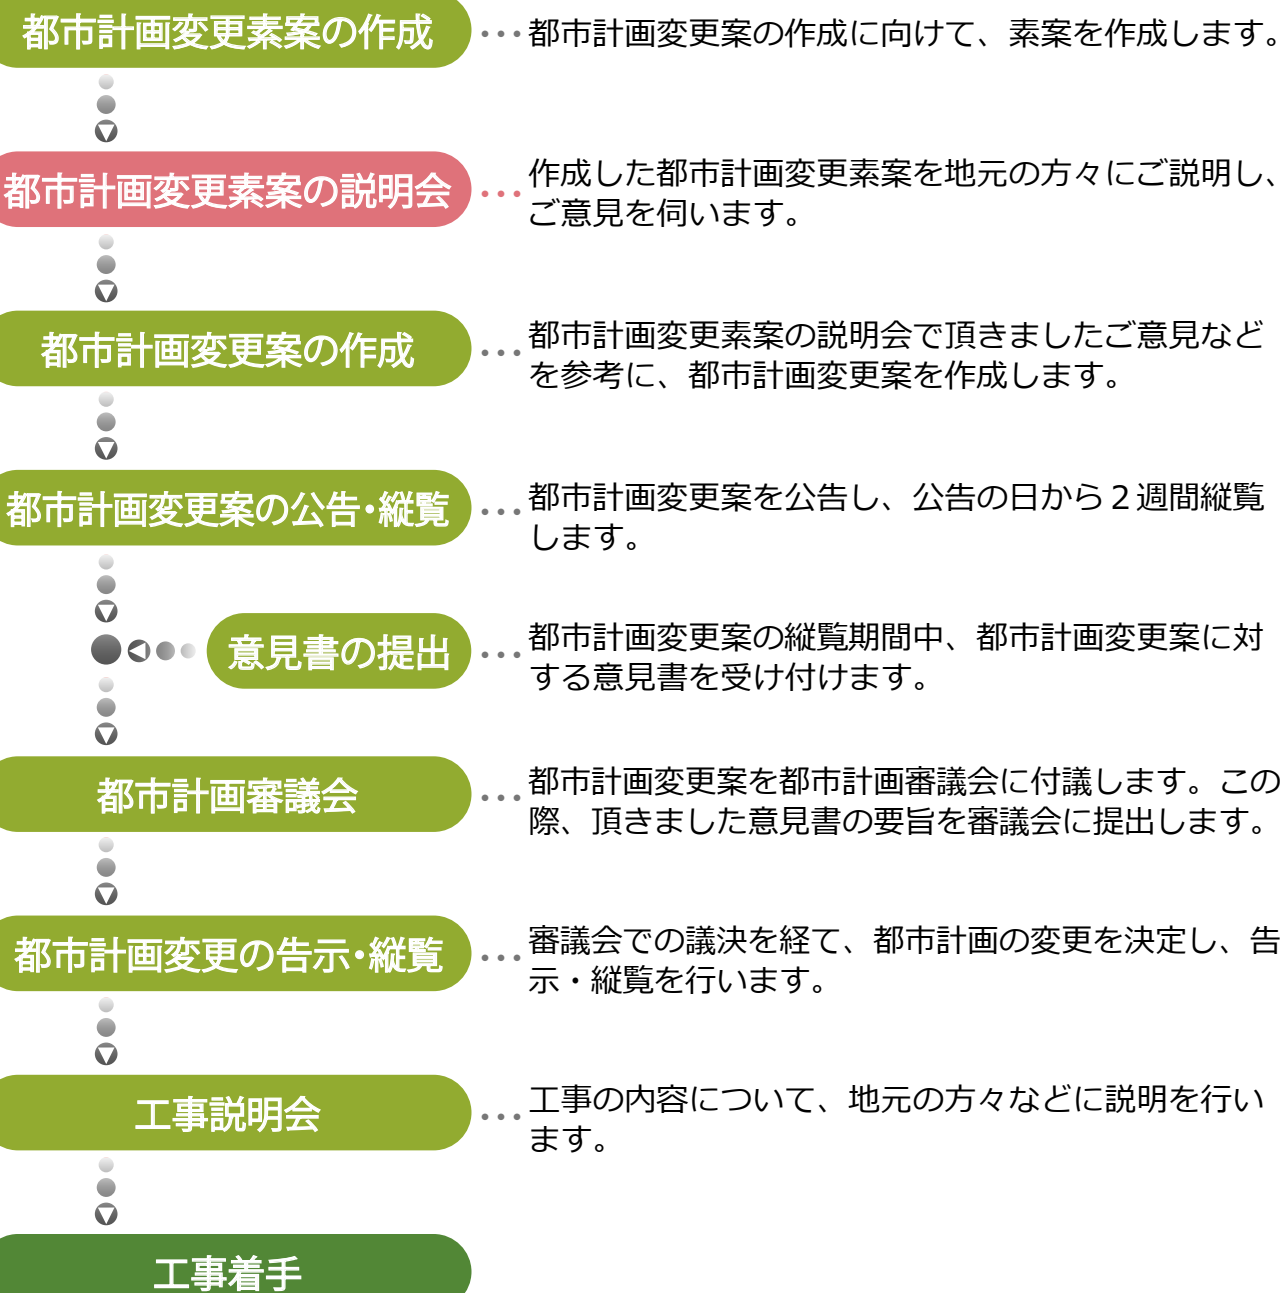 都市計画変更素案の作成
…都市計画変更案の作成に向けて、素案を作成します。
都市計画変更素案の説明会
…作成した都市計画変更素案を地元の方々にご説明し、
ご意見を伺います。
都市計画変更案の作成
…都市計画変更素案の説明会で頂きましたご意見など
を参考に、都市計画変更案を作成します。
都市計画変更案の公告・縦覧
…都市計画変更案を公告し、公告の日から２週間縦覧
します。
意見書の提出
…都市計画変更案の縦覧期間中、都市計画変更案に対
する意見書を受け付けます。
都市計画審議会
…都市計画変更案を都市計画審議会に付議します。この
際、頂きました意見書の要旨を審議会に提出します。
都市計画変更の告示・縦覧
…審議会での議決を経て、都市計画の変更を決定し、告
示・縦覧を行います。
工事説明会
…工事の内容について、地元の方々などに説明を行い
ます。
工事着手